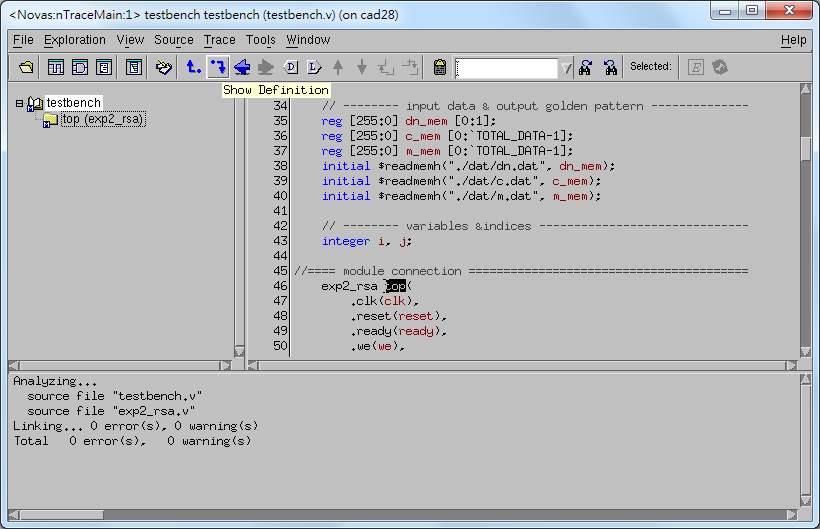 <Novas:nTraceMain:1> testbench testbench (testbench.v) (on cad28)
File Exploration View Source Trace Tools Window Help
D L Selected: E
Show Definition
testbench
top (exp2_rsa)
34 // -------- input data & output golden pattern --------------
35 reg [255:0] dn_mem [0:1];
36 reg [255:0] c_mem [0:`TOTAL_DATA-1];
37 reg [255:0] m_mem [0:`TOTAL_DATA-1];
38 initial $readmemh("./dat/dn.dat", dn_mem);
39 initial $readmemh("./dat/c.dat", c_mem);
40 initial $readmemh("./dat/m.dat", m_mem);
41
42 // -------- variables &indices ------------------------------
43 integer i, j;
44
45 //==== module connection ========================================
46 exp2_rsa top(
47 .clk(clk),
48 .reset(reset),
49 .ready(ready),
50 .we(we),
Analyzing...
source file "testbench.v"
source file "exp2_rsa.v"
Linking... 0 error(s), 0 warning(s)
Total 0 error(s), 0 warning(s)